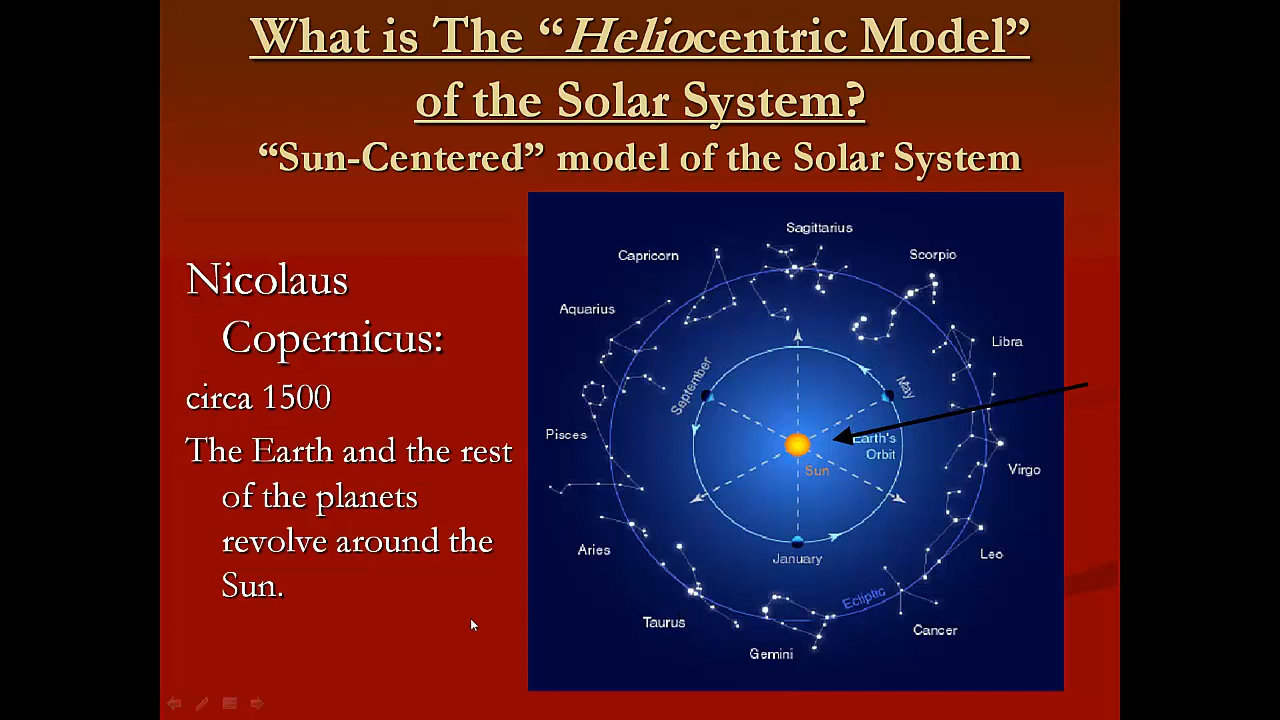 What is The “Heliocentric Model”
of the Solar System?
“Sun-Centered” model of the Solar System
Nicolaus
Copernicus:
circa 1500
The Earth and the rest
of the planets
revolve around the
Sun.
Sagittarius
Capricorn
Scorpio
Aquarius
Libra
September
May
Pisces
Earth's
Orbit
Sun
Virgo
Aries
January
Leo
Ecliptic
Taurus
Cancer
Gemini